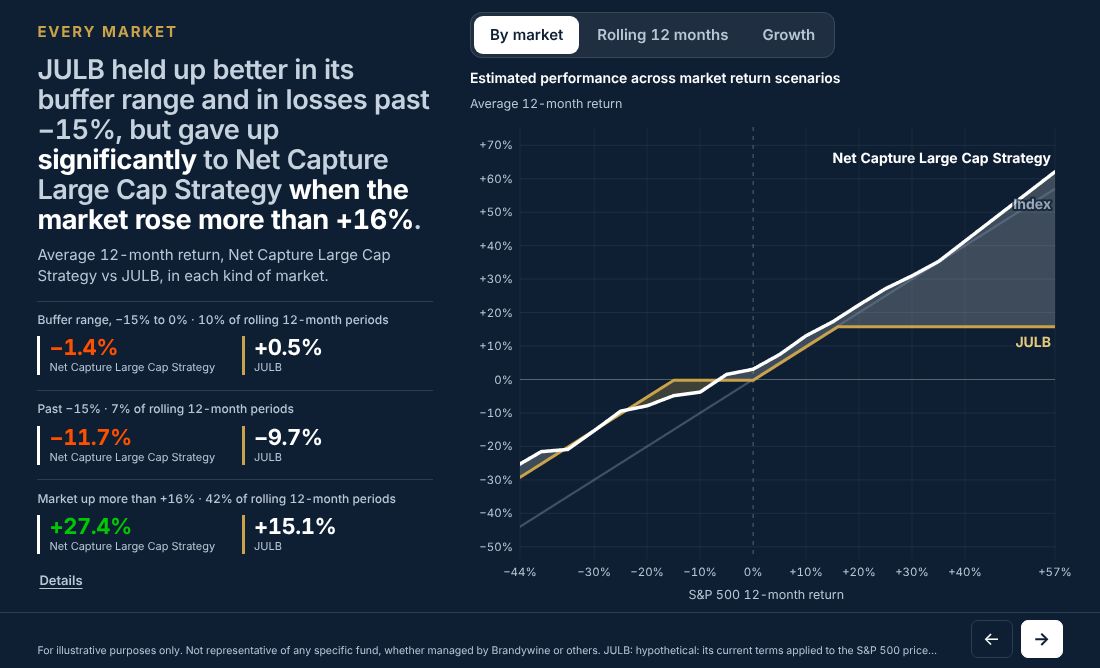 EVERY MARKET
JULB held up better in its
buffer range and in losses past
−15%, but gave up
significantly to Net Capture
Large Cap Strategy when the
market rose more than +16%.
Average 12-month return, Net Capture Large Cap
Strategy vs JULB, in each kind of market.
Buffer range, −15% to 0% · 10% of rolling 12-month periods
−1.4%
Net Capture Large Cap Strategy
+0.5%
JULB
Past −15% · 7% of rolling 12-month periods
−11.7%
Net Capture Large Cap Strategy
−9.7%
JULB
Market up more than +16% · 42% of rolling 12-month periods
+27.4%
Net Capture Large Cap Strategy
+15.1%
JULB
Details
By market
Rolling 12 months
Growth
Estimated performance across market return scenarios
Average 12-month return
+70%
+60%
+50%
+40%
+30%
+20%
+10%
0%
−10%
−20%
−30%
−40%
−50%
Net Capture Large Cap Strategy
Index
JULB
−44%
−30%
−20%
−10%
0%
+10%
+20%
+30%
+40%
+57%
S&P 500 12-month return
For illustrative purposes only. Not representative of any specific fund, whether managed by Brandywine or others. JULB: hypothetical: its current terms applied to the S&P 500 price...